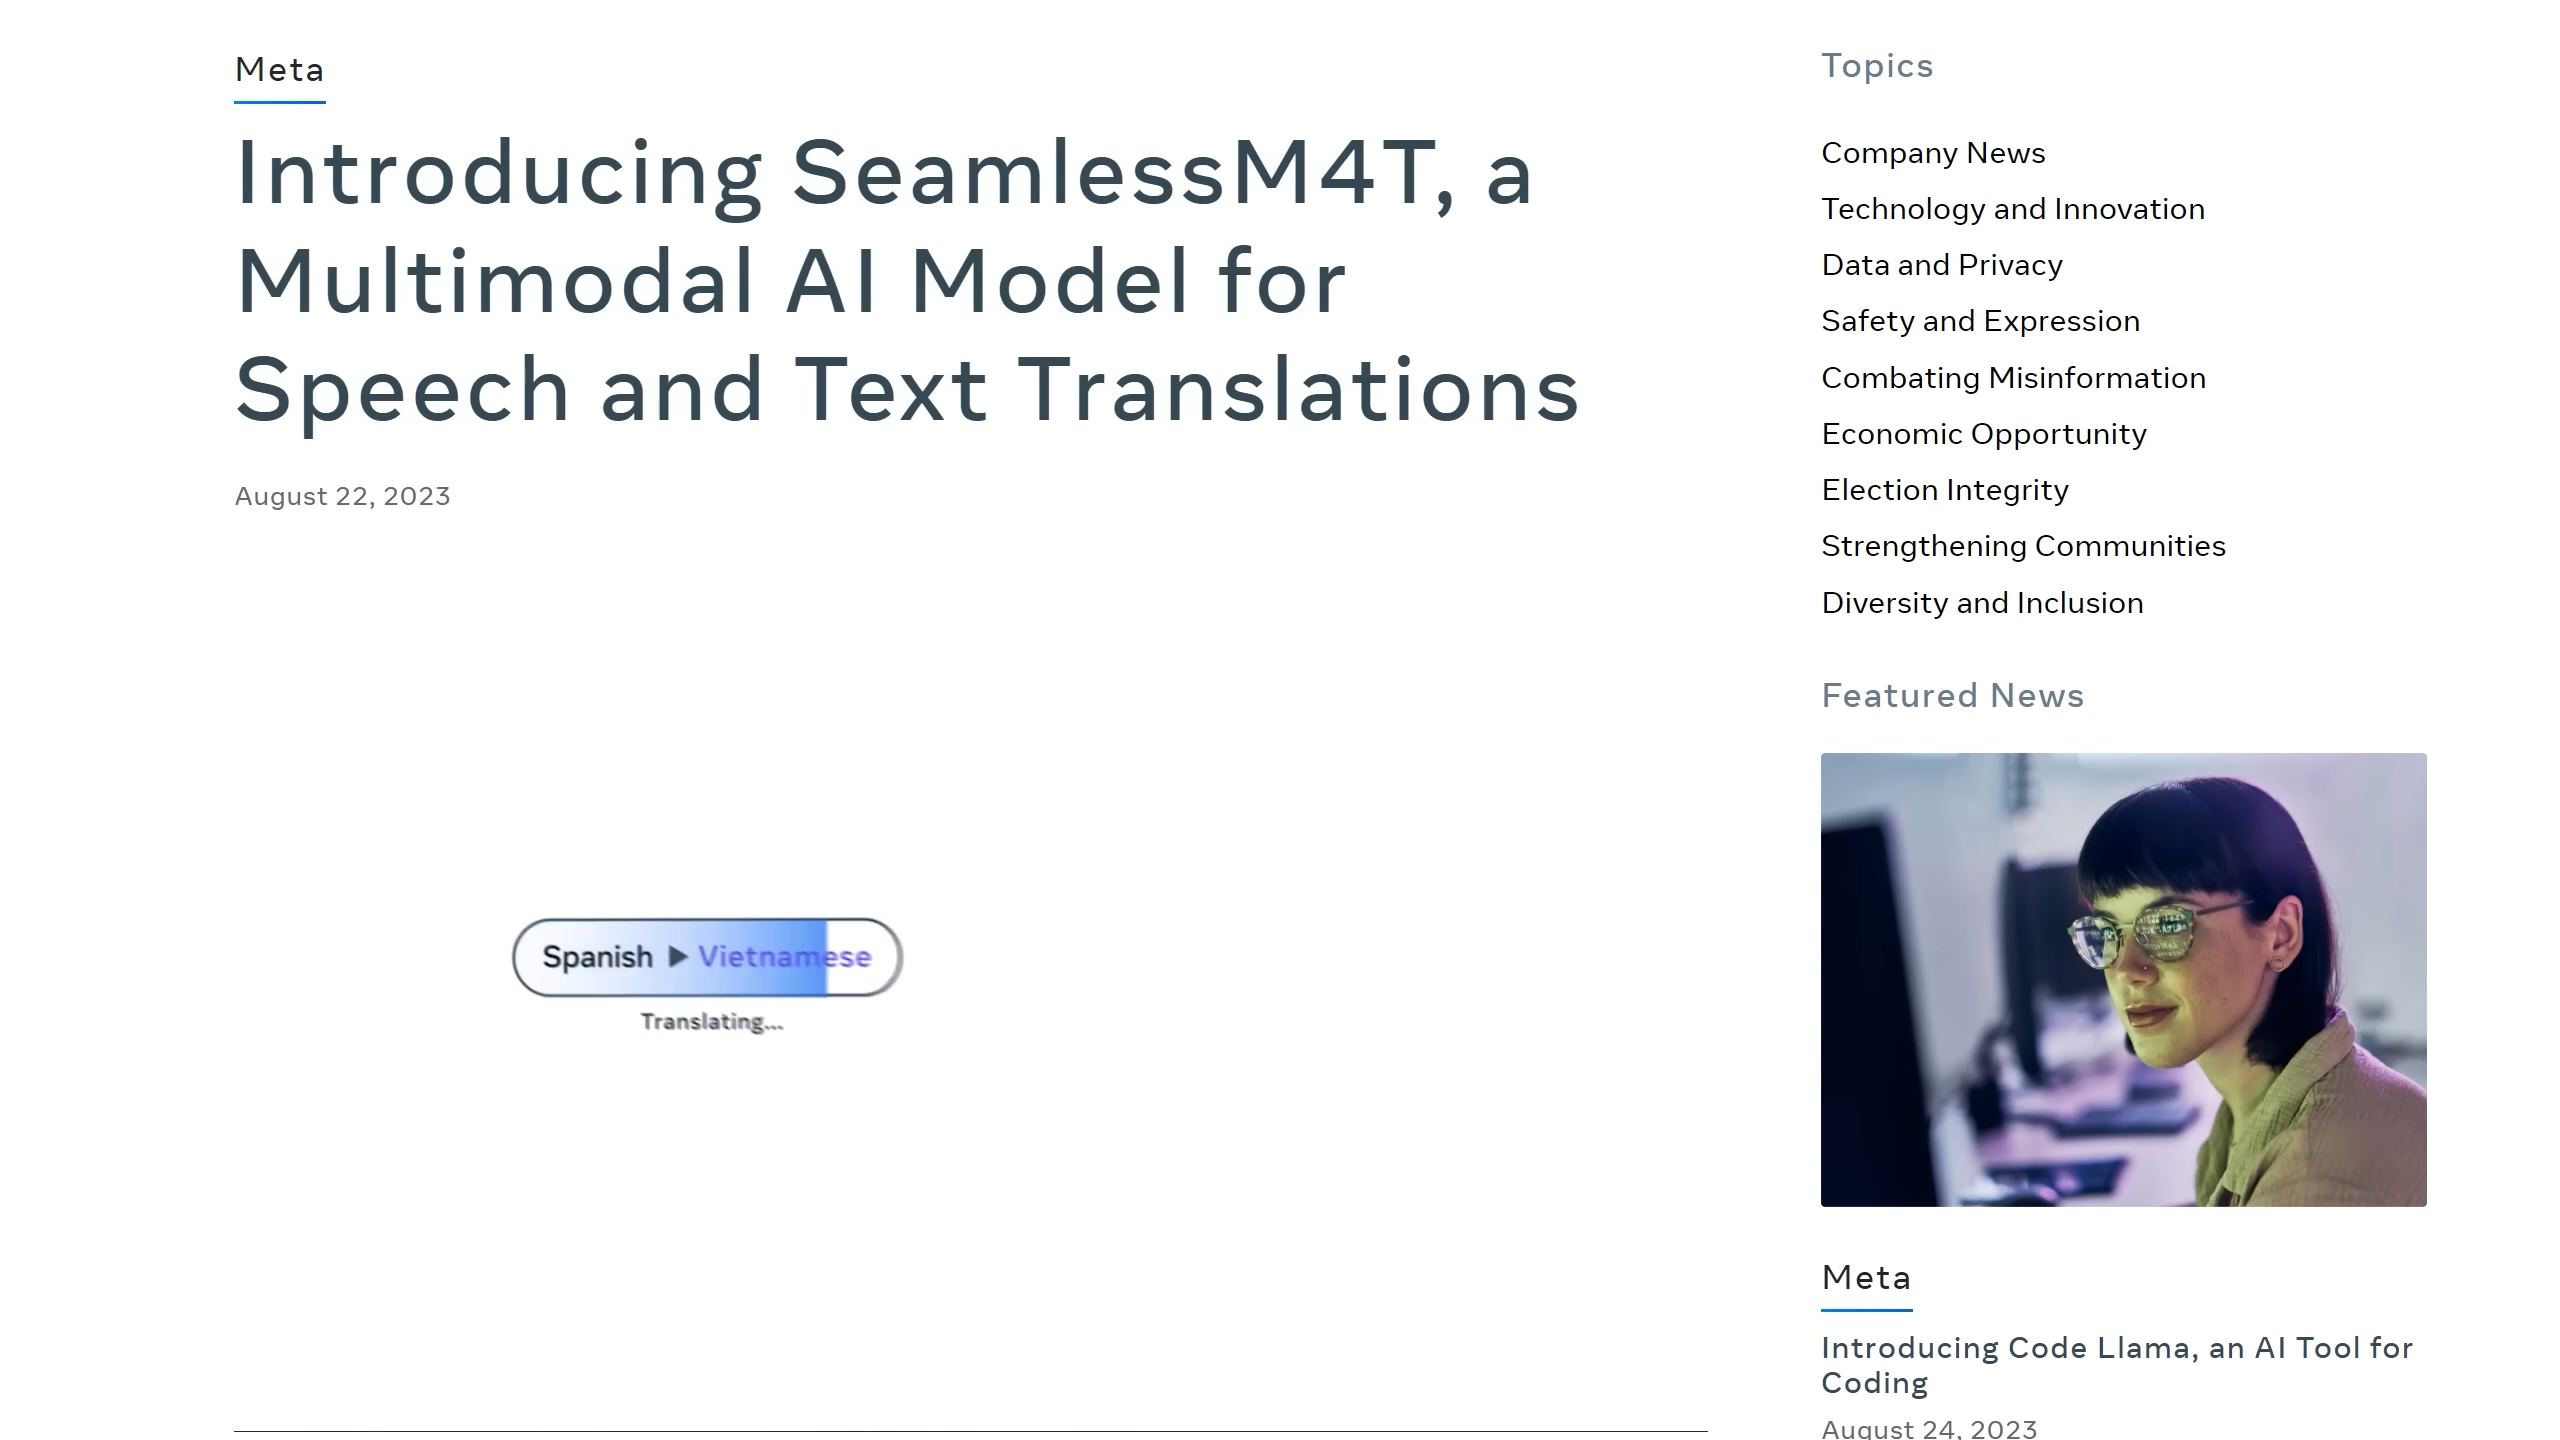 Meta
Introducing SeamlessM4T, a
Multimodal AI Model for
Speech and Text Translations
August 22, 2023
Spanish ▶ Vietnamese
Translating...
Topics
Company News
Technology and Innovation
Data and Privacy
Safety and Expression
Combating Misinformation
Economic Opportunity
Election Integrity
Strengthening Communities
Diversity and Inclusion
Featured News
Meta
Introducing Code Llama, an AI Tool for
Coding
August 24, 2023